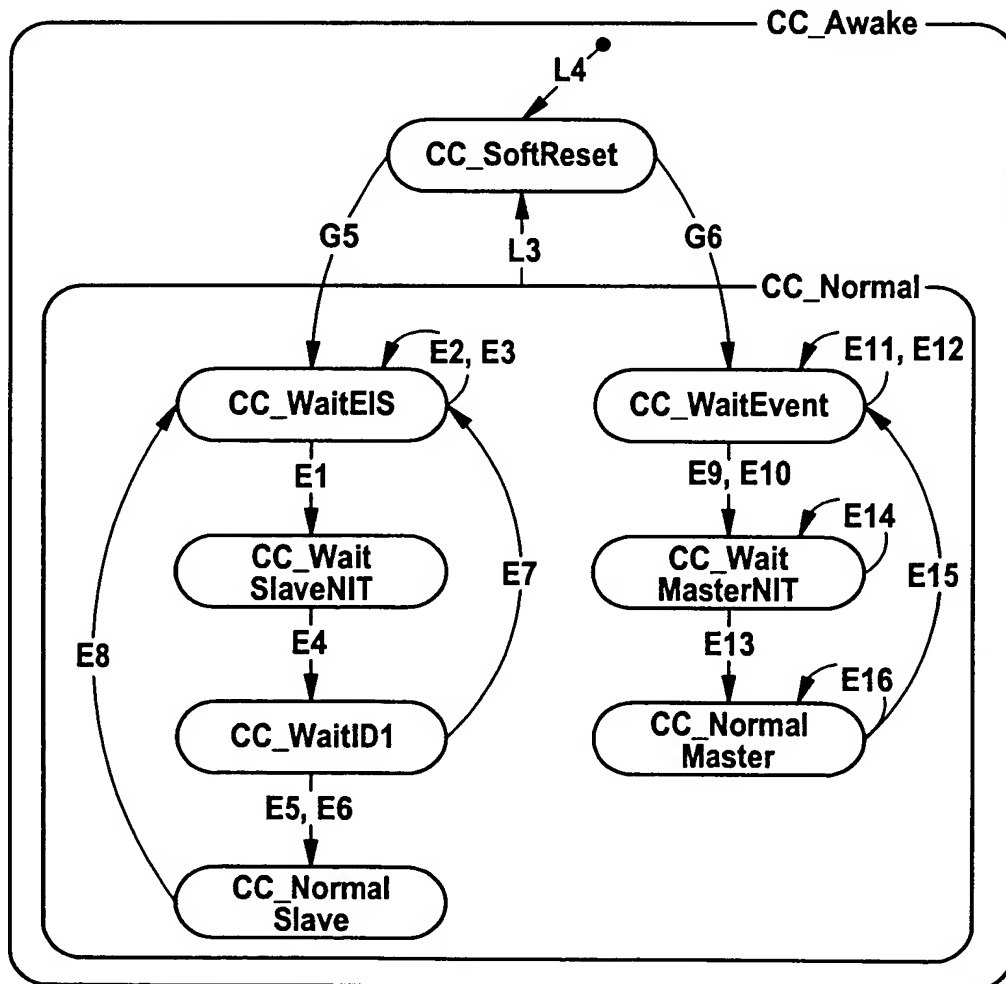 CC_Awake
L4
CC_SoftReset
G5
L3
G6
CC_Normal
E2, E3
E11, E12
CC_WaitEIS
CC_WaitEvent
E1
E9, E10
E14
CC_Wait
SlaveNIT
CC_Wait
MasterNIT
E7
E15
E8
E4
E13
E16
CC_WaitID1
CC_Normal
Master
E5, E6
CC_Normal
Slave